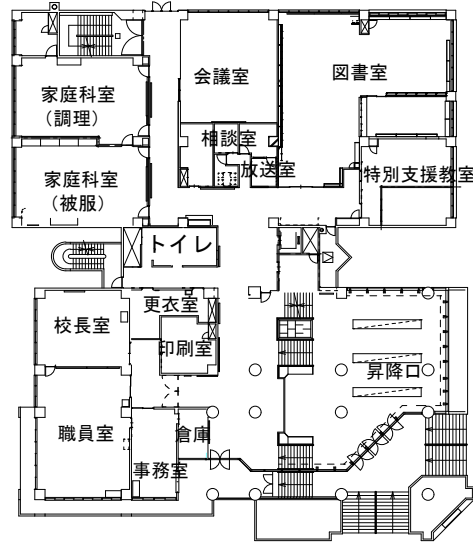 会議室
図書室
家庭科室
（調理）
相談室
放送室
家庭科室
（被服）
特別支援教室
トイレ
更衣室
校長室
印刷室
昇降口
職員室
倉庫
事務室